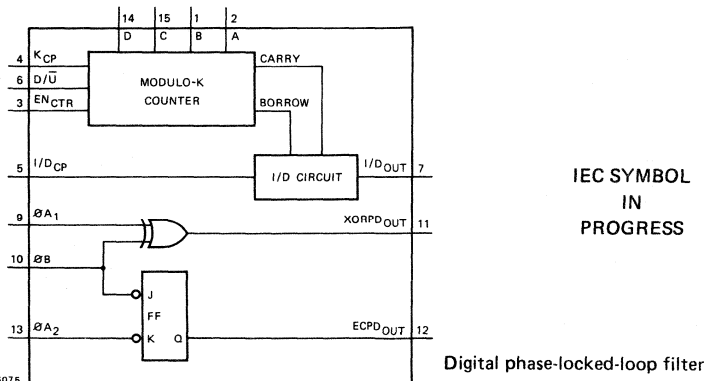 14 15 1 2
D C B A
4 KCP
6 D/U̅
3 ENCTR
MODULO-K
COUNTER
CARRY
BORROW
5 I/DCP
I/D CIRCUIT
I/DOUT 7
9 ØA1
XORPDOUT 11
10 ØB
J
FF
K Q
13 ØA2
ECPDOUT 12
IEC SYMBOL
IN
PROGRESS
Digital phase-locked-loop filter